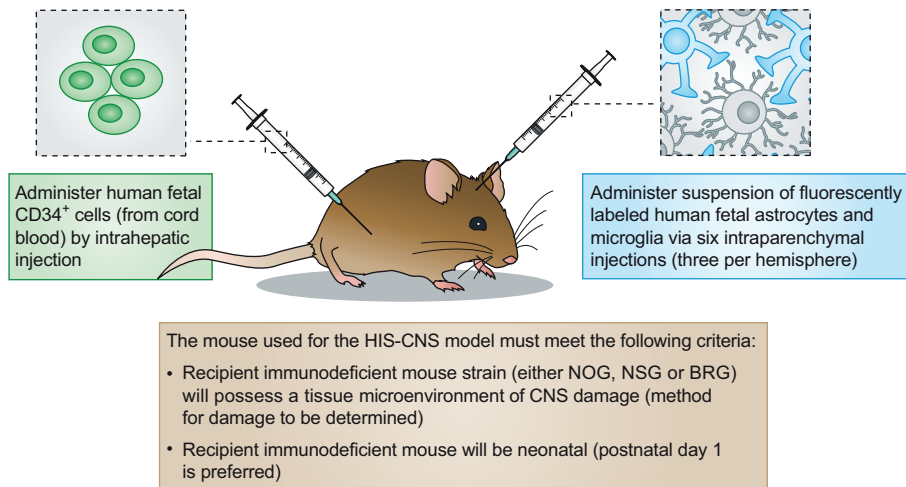 Administer human fetal
CD34⁺ cells (from cord
blood) by intrahepatic
injection
Administer suspension of fluorescently
labeled human fetal astrocytes and
microglia via six intraparenchymal
injections (three per hemisphere)
The mouse used for the HIS-CNS model must meet the following criteria:
• Recipient immunodeficient mouse strain (either NOG, NSG or BRG)
will possess a tissue microenvironment of CNS damage (method
for damage to be determined)
• Recipient immunodeficient mouse will be neonatal (postnatal day 1
is preferred)